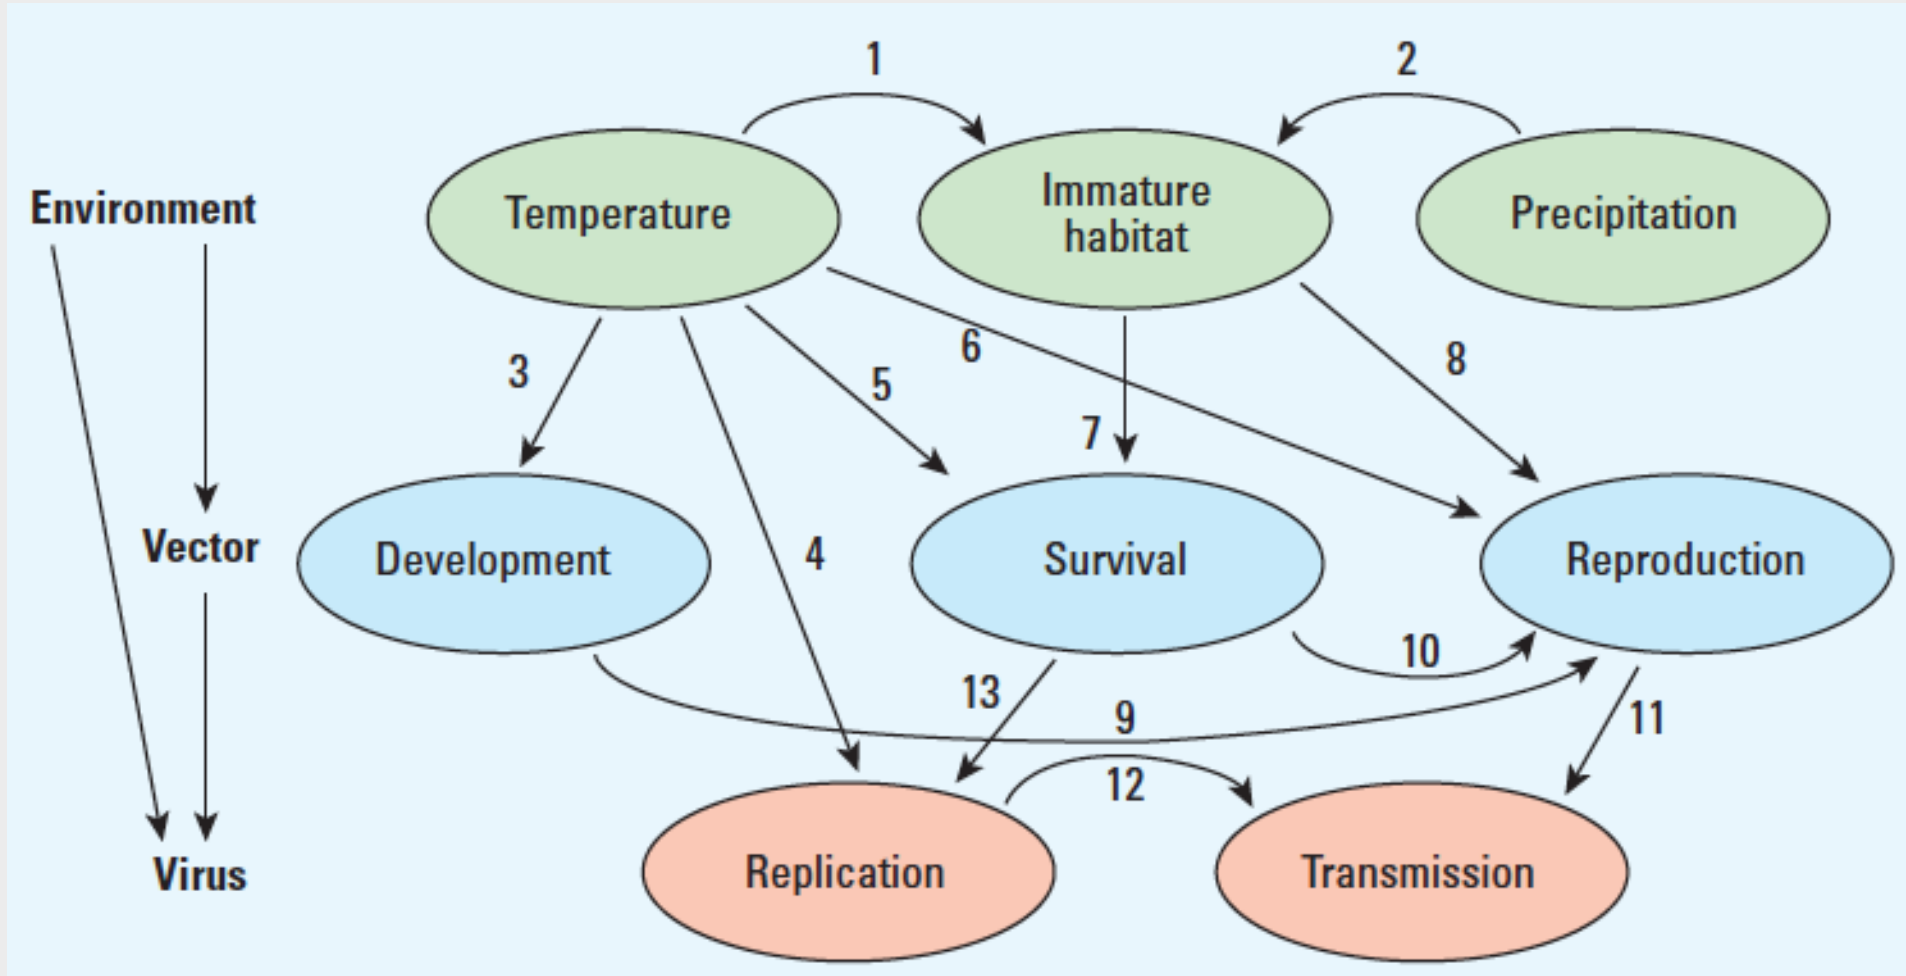 1
2
Environment
Temperature
Immature
habitat
Precipitation
3
5
6
7
8
Vector
Development
4
Survival
Reproduction
10
13
9
11
12
Virus
Replication
Transmission